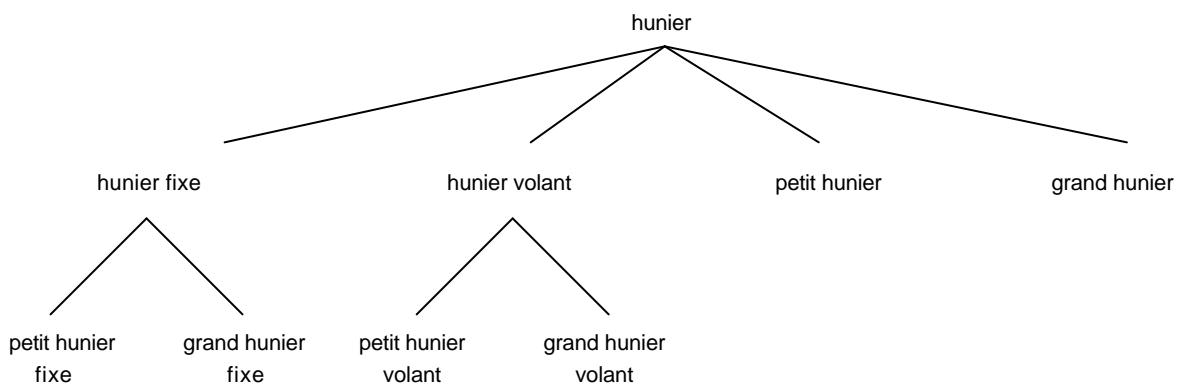 hunier
hunier fixe
hunier volant
petit hunier
grand hunier
petit hunier
fixe
grand hunier
fixe
petit hunier
volant
grand hunier
volant